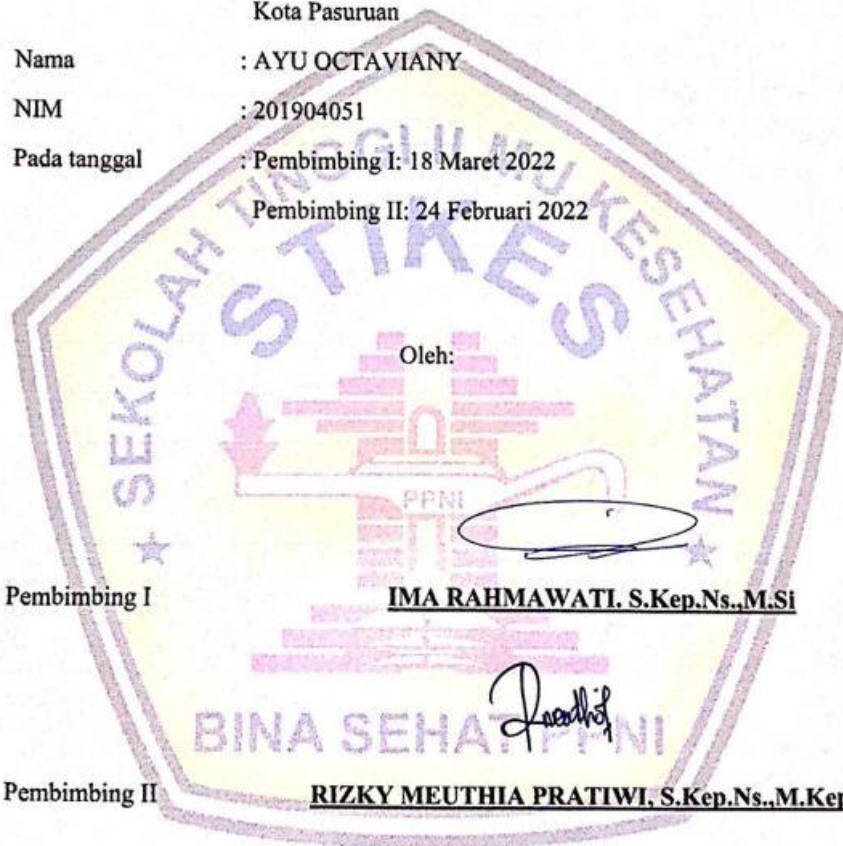 Kota Pasuruan
Nama : AYU OCTAVIANY
NIM : 201904051
Pada tanggal : Pembimbing I: 18 Maret 2022
Pembimbing II: 24 Februari 2022
SEKOLAH TINGGI ILMU KESEHATAN
STIKES
Oleh:
PPNI
Pembimbing I IMA RAHMAWATI. S.Kep.Ns.,M.Si
BINA SEHAT PPNI
Pembimbing II RIZKY MEUTHIA PRATIWI, S.Kep.Ns.,M.Kep